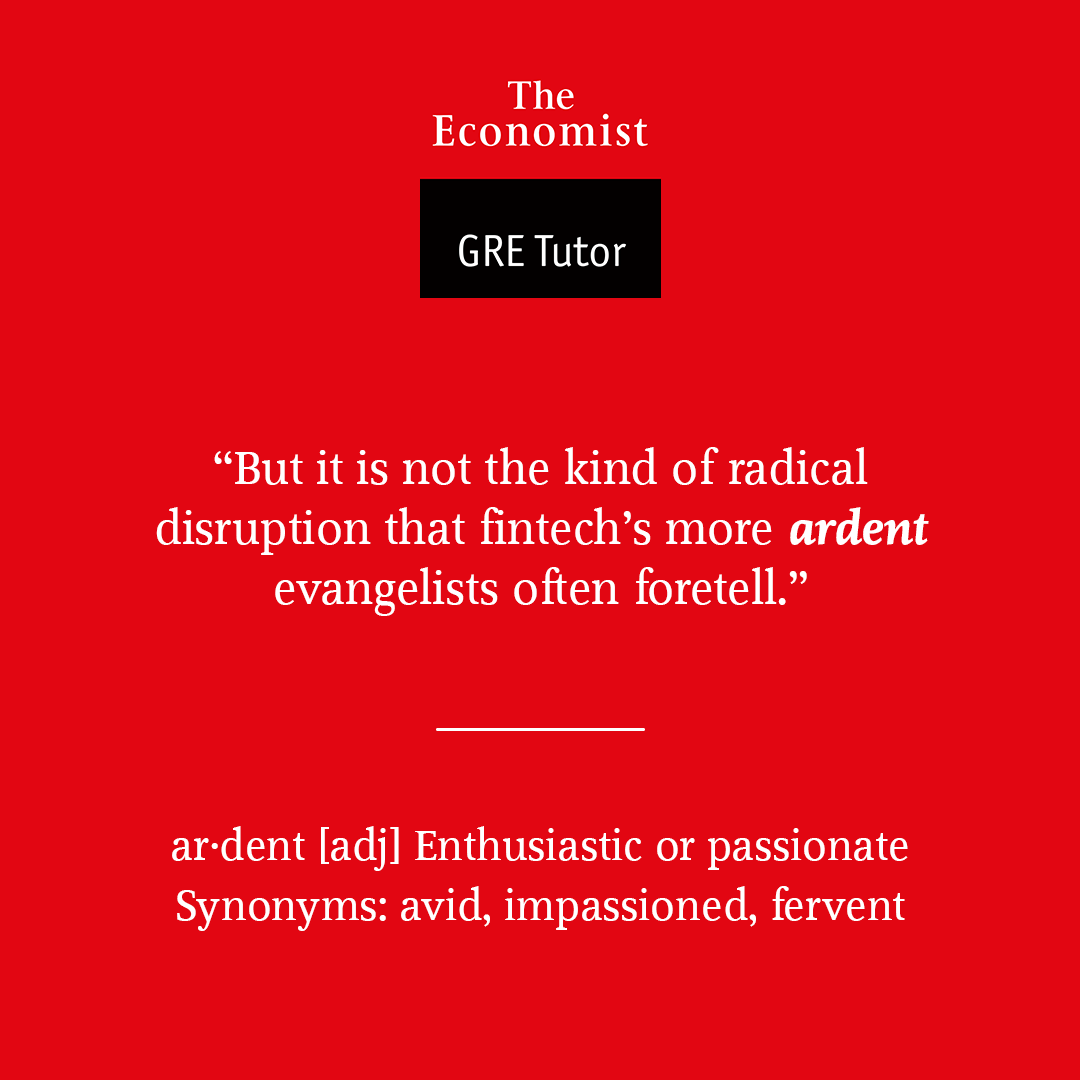 The
Economist
GRE Tutor
“But it is not the kind of radical
disruption that fintech’s more ardent
evangelists often foretell.”
ar·dent [adj] Enthusiastic or passionate
Synonyms: avid, impassioned, fervent